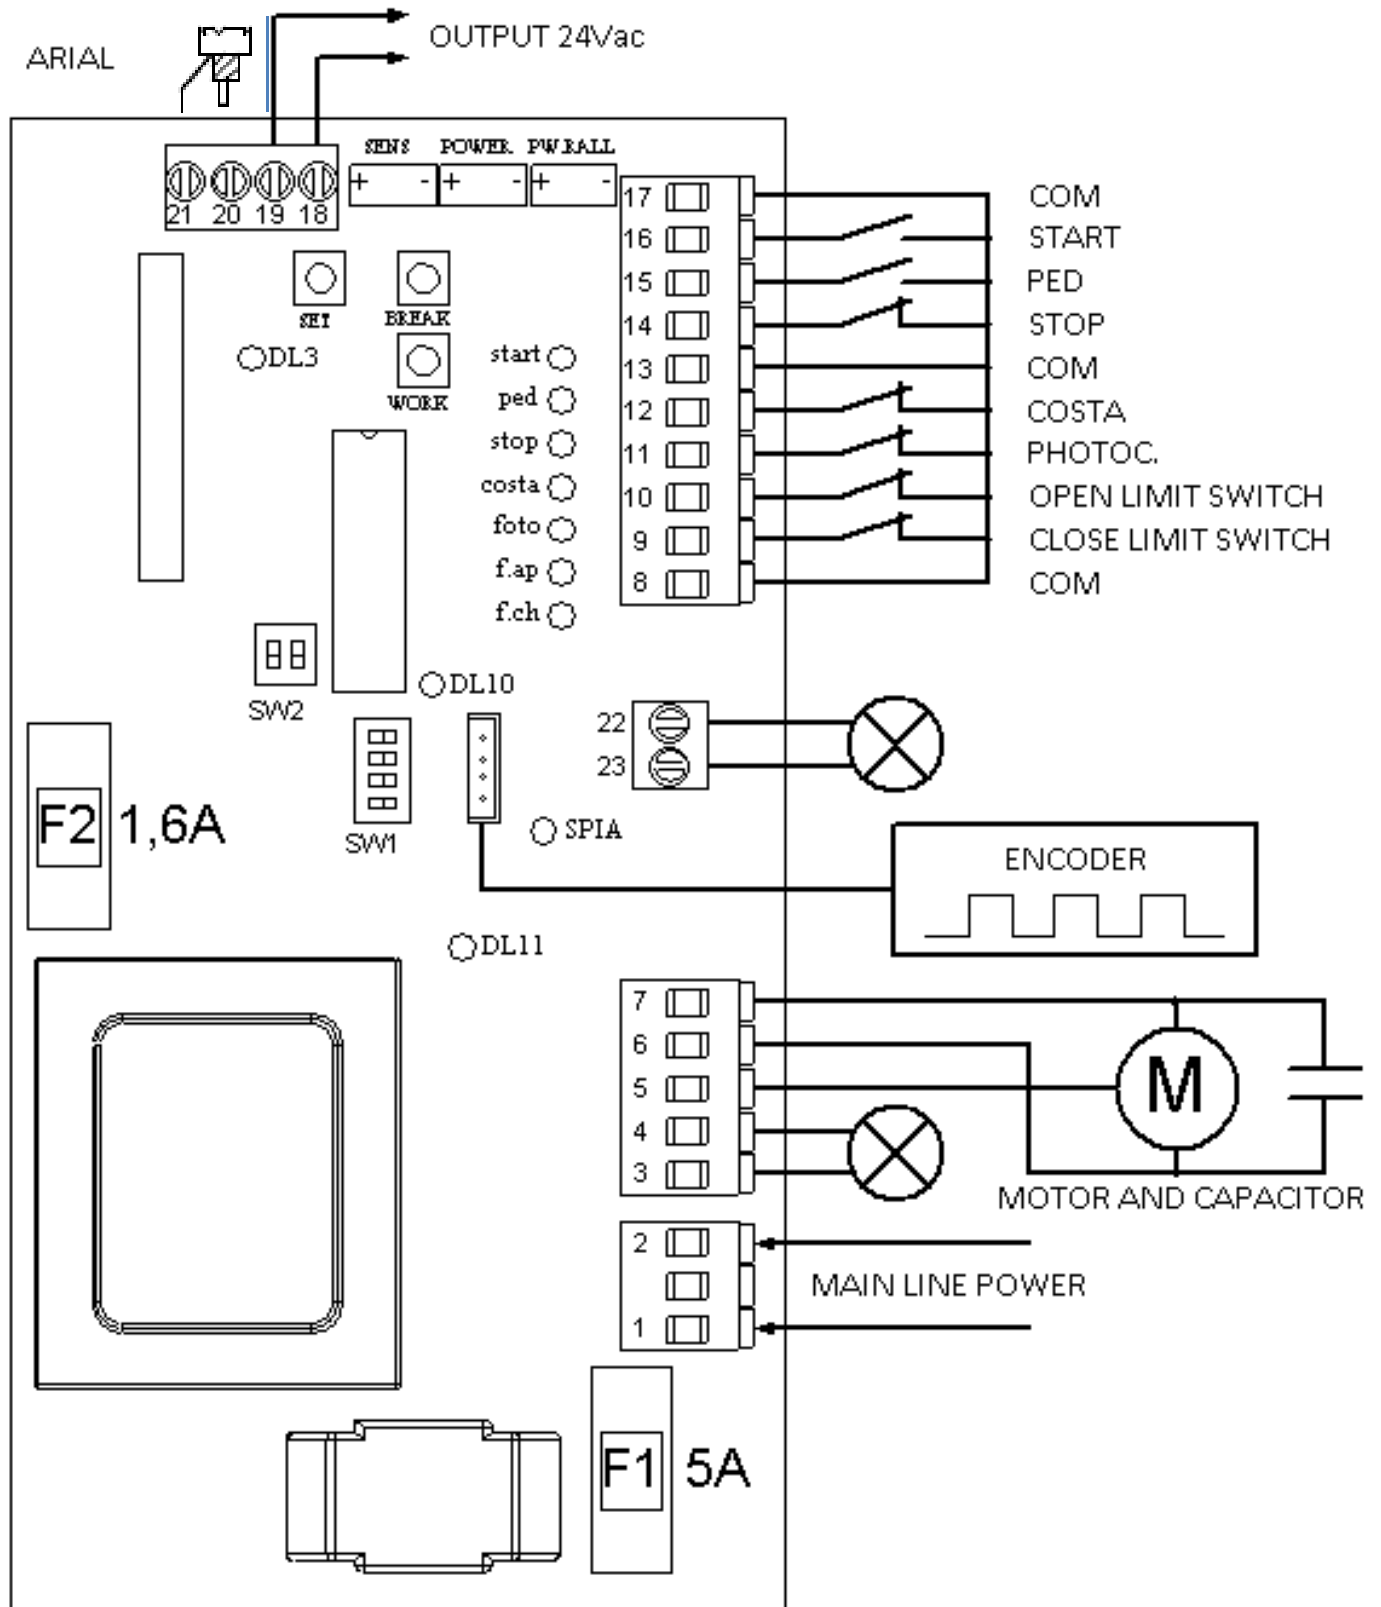 OUTPUT 24Vac
ARIAL
SENS POWER PW.RALL
+ - + - + -
21 20 19 18
17 COM
16 START
15 PED
14 STOP
13 COM
12 COSTA
11 PHOTOC.
10 OPEN LIMIT SWITCH
9 CLOSE LIMIT SWITCH
8 COM
SET BREAK
WORK
DL3
start
ped
stop
costa
foto
f.ap
f.ch
DL10
SW2
22
23
F2 1,6A
SW1
SPIA
ENCODER
DL11
7
6
5
4
3
M
MOTOR AND CAPACITOR
2
MAIN LINE POWER
1
F1 5A